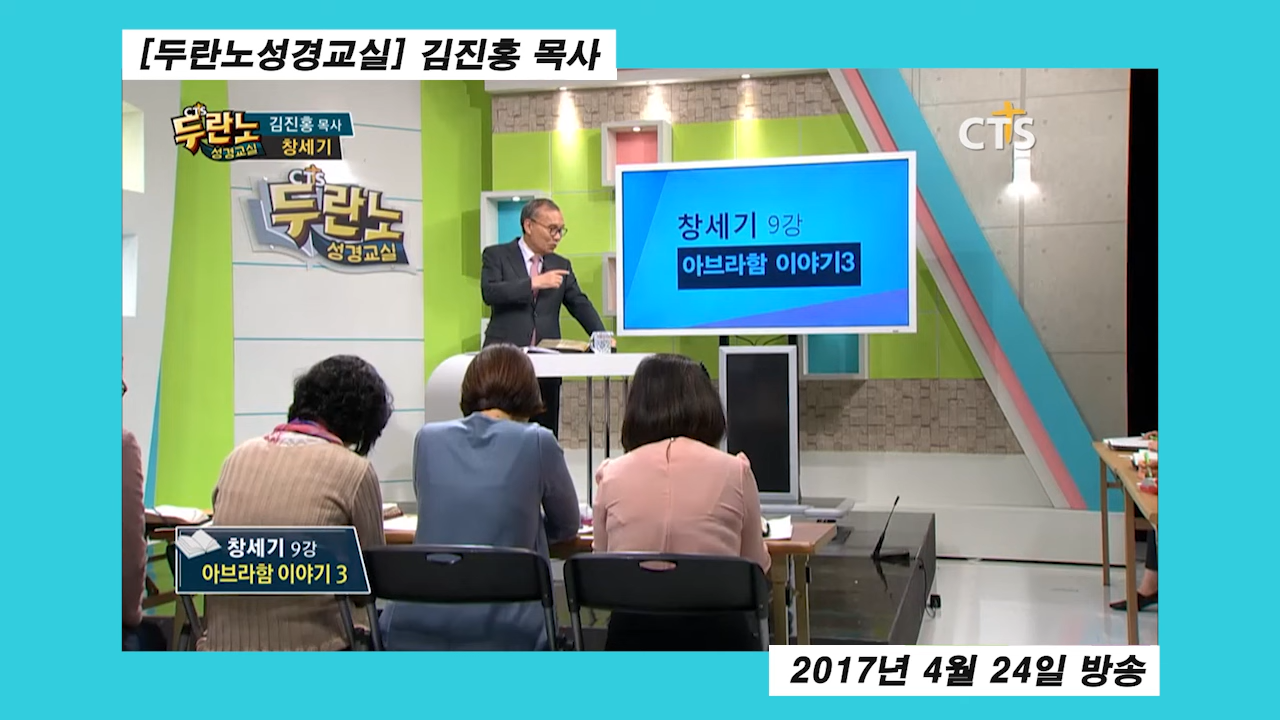 [두란노성경교실] 김진홍 목사
CTS
두란노
성경교실
김진홍 목사
창세기
CTS
CTS
두란노
성경교실
창세기 9강
아브라함 이야기3
창세기 9강
아브라함 이야기 3
2017년 4월 24일 방송